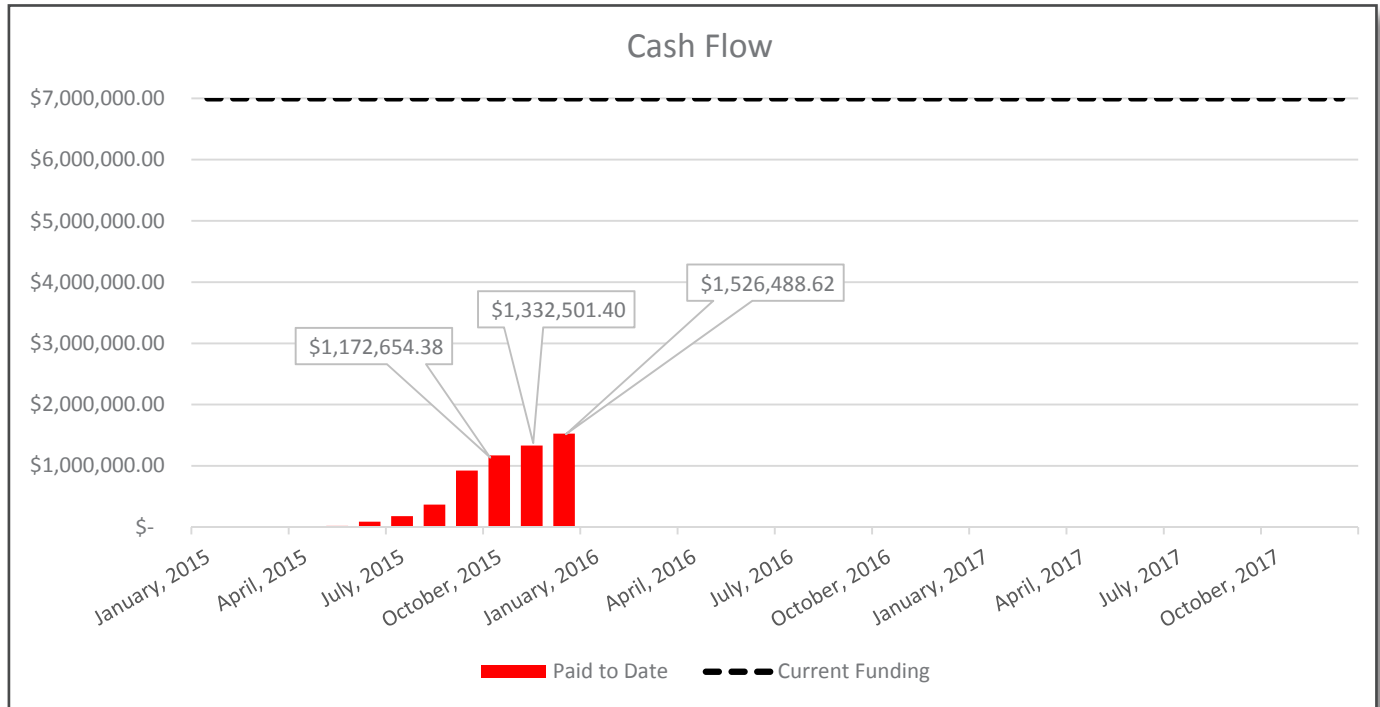 Cash Flow
$7,000,000.00
$6,000,000.00
$5,000,000.00
$4,000,000.00
$3,000,000.00
$2,000,000.00
$1,000,000.00
$-
$1,172,654.38
$1,332,501.40
$1,526,488.62
January, 2015
April, 2015
July, 2015
October, 2015
January, 2016
April, 2016
July, 2016
October, 2016
January, 2017
April, 2017
July, 2017
October, 2017
Paid to Date
Current Funding